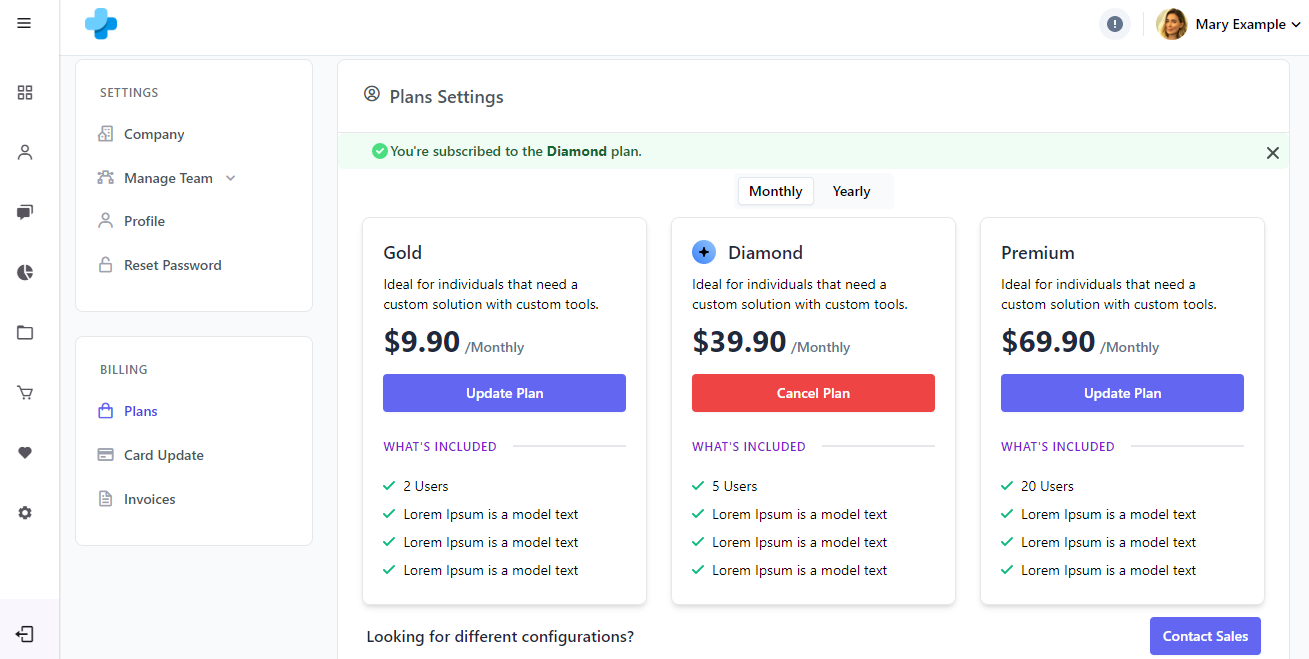 Mary Example
SETTINGS
Company
Manage Team
Profile
Reset Password
BILLING
Plans
Card Update
Invoices
Plans Settings
You're subscribed to the Diamond plan.
Monthly Yearly
Gold
Ideal for individuals that need a
custom solution with custom tools.
$9.90 /Monthly
Update Plan
WHAT'S INCLUDED
2 Users
Lorem Ipsum is a model text
Lorem Ipsum is a model text
Lorem Ipsum is a model text
Diamond
Ideal for individuals that need a
custom solution with custom tools.
$39.90 /Monthly
Cancel Plan
WHAT'S INCLUDED
5 Users
Lorem Ipsum is a model text
Lorem Ipsum is a model text
Lorem Ipsum is a model text
Premium
Ideal for individuals that need a
custom solution with custom tools.
$69.90 /Monthly
Update Plan
WHAT'S INCLUDED
20 Users
Lorem Ipsum is a model text
Lorem Ipsum is a model text
Lorem Ipsum is a model text
Looking for different configurations?
Contact Sales